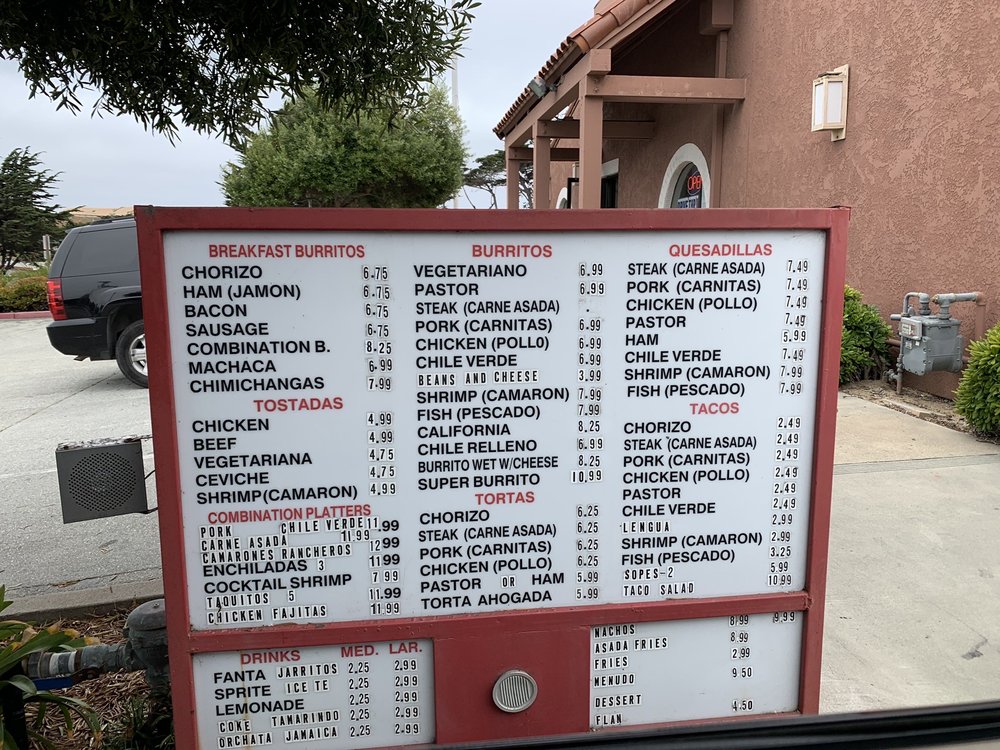 BREAKFAST BURRITOS
CHORIZO 6.75
HAM (JAMON) 6.75
BACON 6.75
SAUSAGE 6.75
COMBINATION B. 8.25
MACHACA 6.99
CHIMICHANGAS 7.99
TOSTADAS
CHICKEN 4.99
BEEF 4.99
VEGETARIANA 4.75
CEVICHE 4.75
SHRIMP(CAMARON) 4.99
COMBINATION PLATTERS
PORK CHILE VERDE 11.99
CARNE ASADA 11.99
CAMARONES RANCHEROS 12.99
ENCHILADAS 3 11.99
COCKTAIL SHRIMP 7 99
TAQUITOS 5 11.99
CHICKEN FAJITAS 11.99
BURRITOS
VEGETARIANO 6.99
PASTOR 6.99
STEAK (CARNE ASADA)
PORK (CARNITAS) 6.99
CHICKEN (POLLO) 6.99
CHILE VERDE 6.99
BEANS AND CHEESE 3.99
SHRIMP (CAMARON) 7.99
FISH (PESCADO) 7.99
CALIFORNIA 8.25
CHILE RELLENO 6.99
BURRITO WET W/CHEESE 8.25
SUPER BURRITO 10.99
TORTAS
CHORIZO 6.25
STEAK (CARNE ASADA) 6.25
PORK (CARNITAS) 6.25
CHICKEN (POLLO) 6.25
PASTOR OR HAM 5.99
TORTA AHOGADA 5.99
QUESADILLAS
STEAK (CARNE ASADA) 7.49
PORK (CARNITAS) 7.49
CHICKEN (POLLO) 7.49
PASTOR 7.49
HAM 5.99
CHILE VERDE 7.49
SHRIMP (CAMARON) 7.99
FISH (PESCADO) 7.99
TACOS
CHORIZO 2.49
STEAK (CARNE ASADA) 2.49
PORK (CARNITAS) 2.49
CHICKEN (POLLO) 2.49
PASTOR 2.49
CHILE VERDE 2.49
LENGUA 2.99
SHRIMP (CAMARON) 2.99
FISH (PESCADO) 3.25
SOPES-2 5.99
TACO SALAD 10.99
DRINKS MED. LAR.
FANTA JARRITOS 2.25 2.99
SPRITE ICE TE 2.25 2.99
LEMONADE 2.25 2.99
COKE TAMARINDO 2.25 2.99
ORCHATA JAMAICA 2.25 2.99
NACHOS 8.99 9.99
ASADA FRIES 8.99
FRIES 2.99
MENUDO 9 50
DESSERT
FLAN 4.50